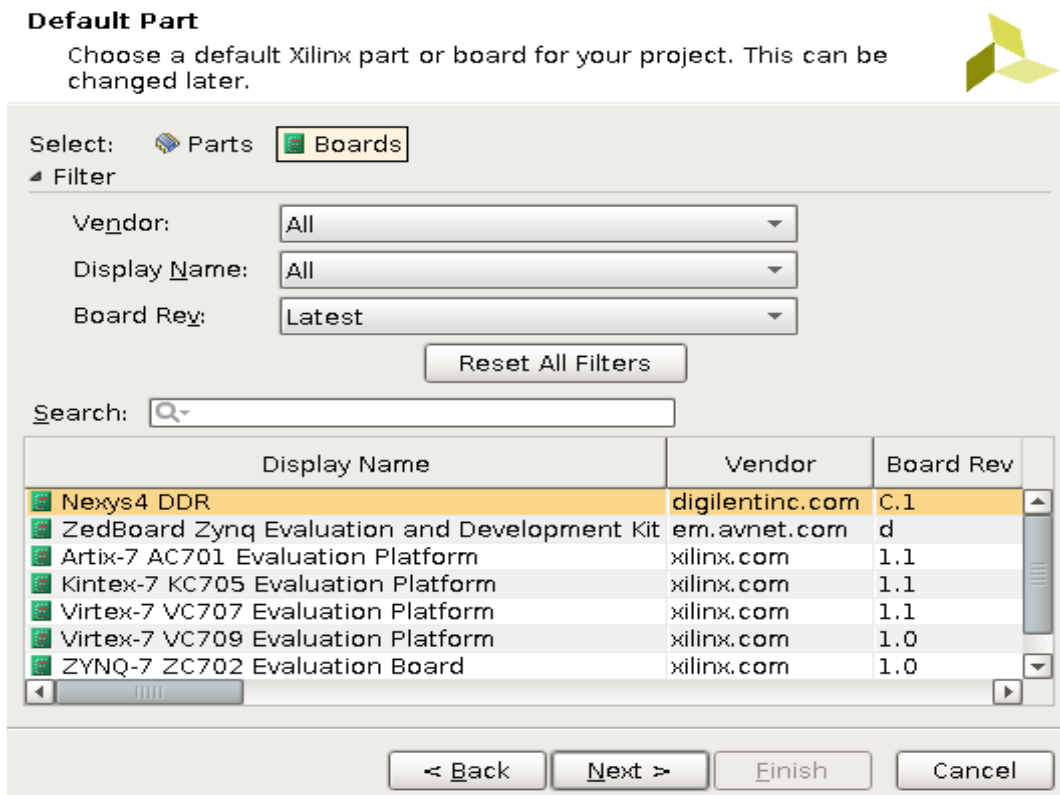 Default Part
Choose a default Xilinx part or board for your project. This can be
changed later.
Select: Parts Boards
Filter
Vendor: All
Display Name: All
Board Rev: Latest
Reset All Filters
Search:
Display Name Vendor Board Rev
Nexys4 DDR digilentinc.com C.1
ZedBoard Zynq Evaluation and Development Kit em.avnet.com d
Artix-7 AC701 Evaluation Platform xilinx.com 1.1
Kintex-7 KC705 Evaluation Platform xilinx.com 1.1
Virtex-7 VC707 Evaluation Platform xilinx.com 1.1
Virtex-7 VC709 Evaluation Platform xilinx.com 1.0
ZYNQ-7 ZC702 Evaluation Board xilinx.com 1.0
< Back Next > Finish Cancel